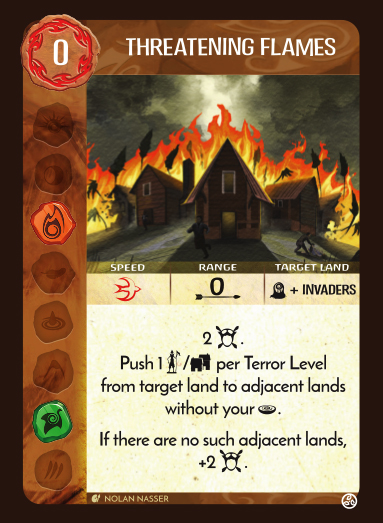 0
THREATENING FLAMES
SPEED RANGE TARGET LAND
0 + INVADERS
2 .
Push 1 / per Terror Level
from target land to adjacent lands
without your .
If there are no such adjacent lands,
+2 .
NOLAN NASSER